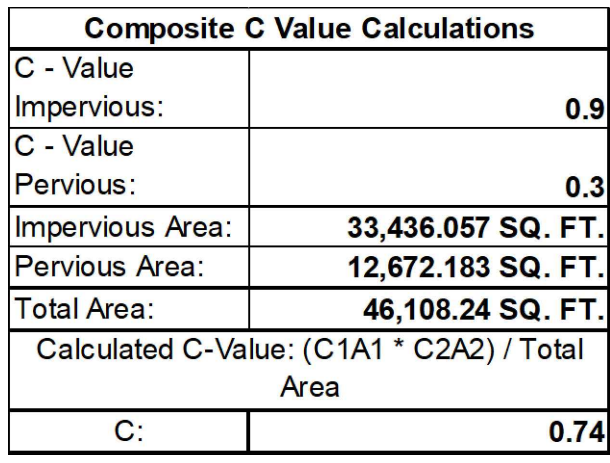 Composite C Value Calculations
C - Value
Impervious:
0.9
C - Value
Pervious:
0.3
Impervious Area: 33,436.057 SQ. FT.
Pervious Area: 12,672.183 SQ. FT.
Total Area: 46,108.24 SQ. FT.
Calculated C-Value: (C1A1 * C2A2) / Total
Area
C: 0.74